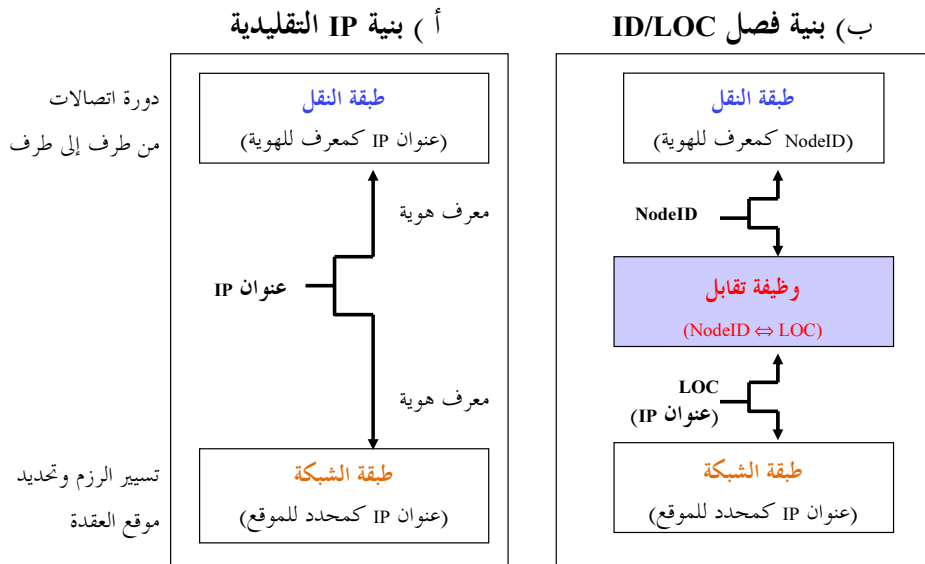 أ ) بنية IP التقليدية
دورة اتصالات
من طرف إلى طرف
طبقة النقل
(عنوان IP كمعرف للهوية)
معرف هوية
عنوان IP
معرف هوية
تسيير الرزم وتحديد
موقع العقدة
طبقة الشبكة
(عنوان IP كمحدد للموقع)
ب) بنية فصل ID/LOC
طبقة النقل
(NodeID كمعرف للهوية)
NodeID
وظيفة تقابل
(NodeID ⇔ LOC)
LOC
(عنوان IP)
طبقة الشبكة
(عنوان IP كمحدد للموقع)